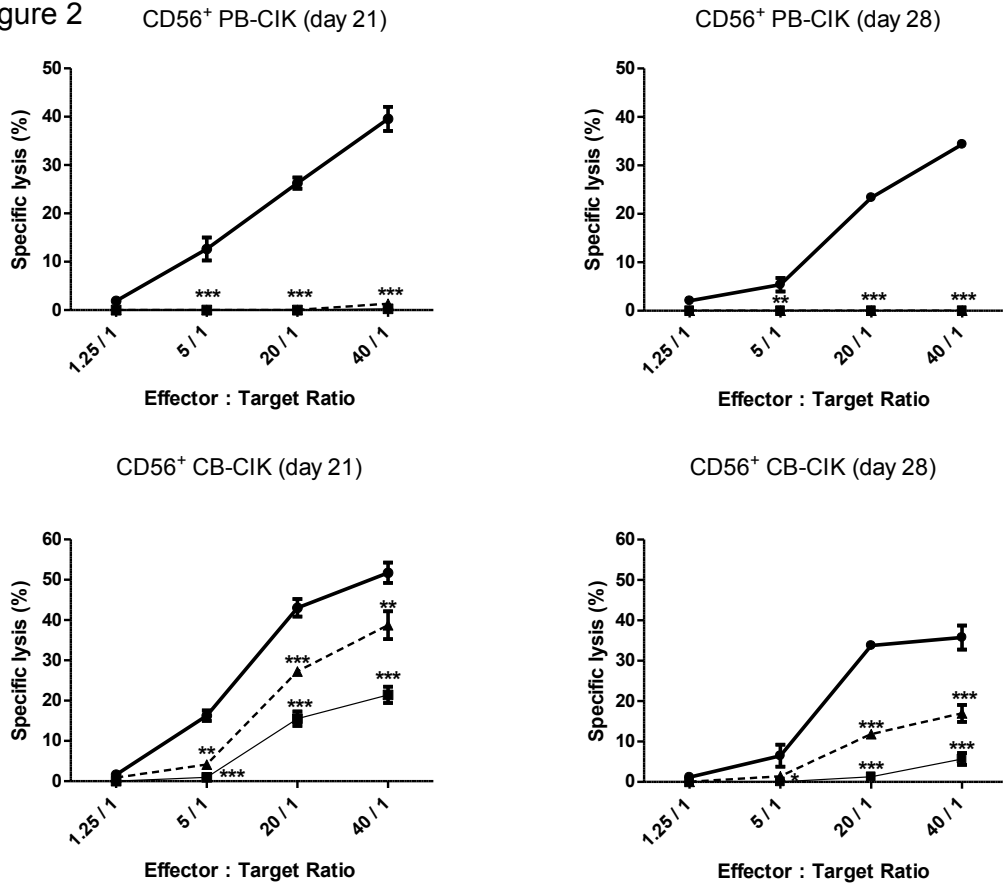 gure 2
CD56+ PB-CIK (day 21)
CD56+ PB-CIK (day 28)
Specific lysis (%)
50
40
30
20
10
0
***
***
***
1.25 / 1
5 / 1
20 / 1
40 / 1
Effector : Target Ratio
Specific lysis (%)
50
40
30
20
10
0
**
***
***
1.25 / 1
5 / 1
20 / 1
40 / 1
Effector : Target Ratio
CD56+ CB-CIK (day 21)
CD56+ CB-CIK (day 28)
Specific lysis (%)
60
50
40
30
20
10
0
**
***
***
**
***
***
1.25 / 1
5 / 1
20 / 1
40 / 1
Effector : Target Ratio
Specific lysis (%)
60
50
40
30
20
10
0
***
***
***
***
*
1.25 / 1
5 / 1
20 / 1
40 / 1
Effector : Target Ratio